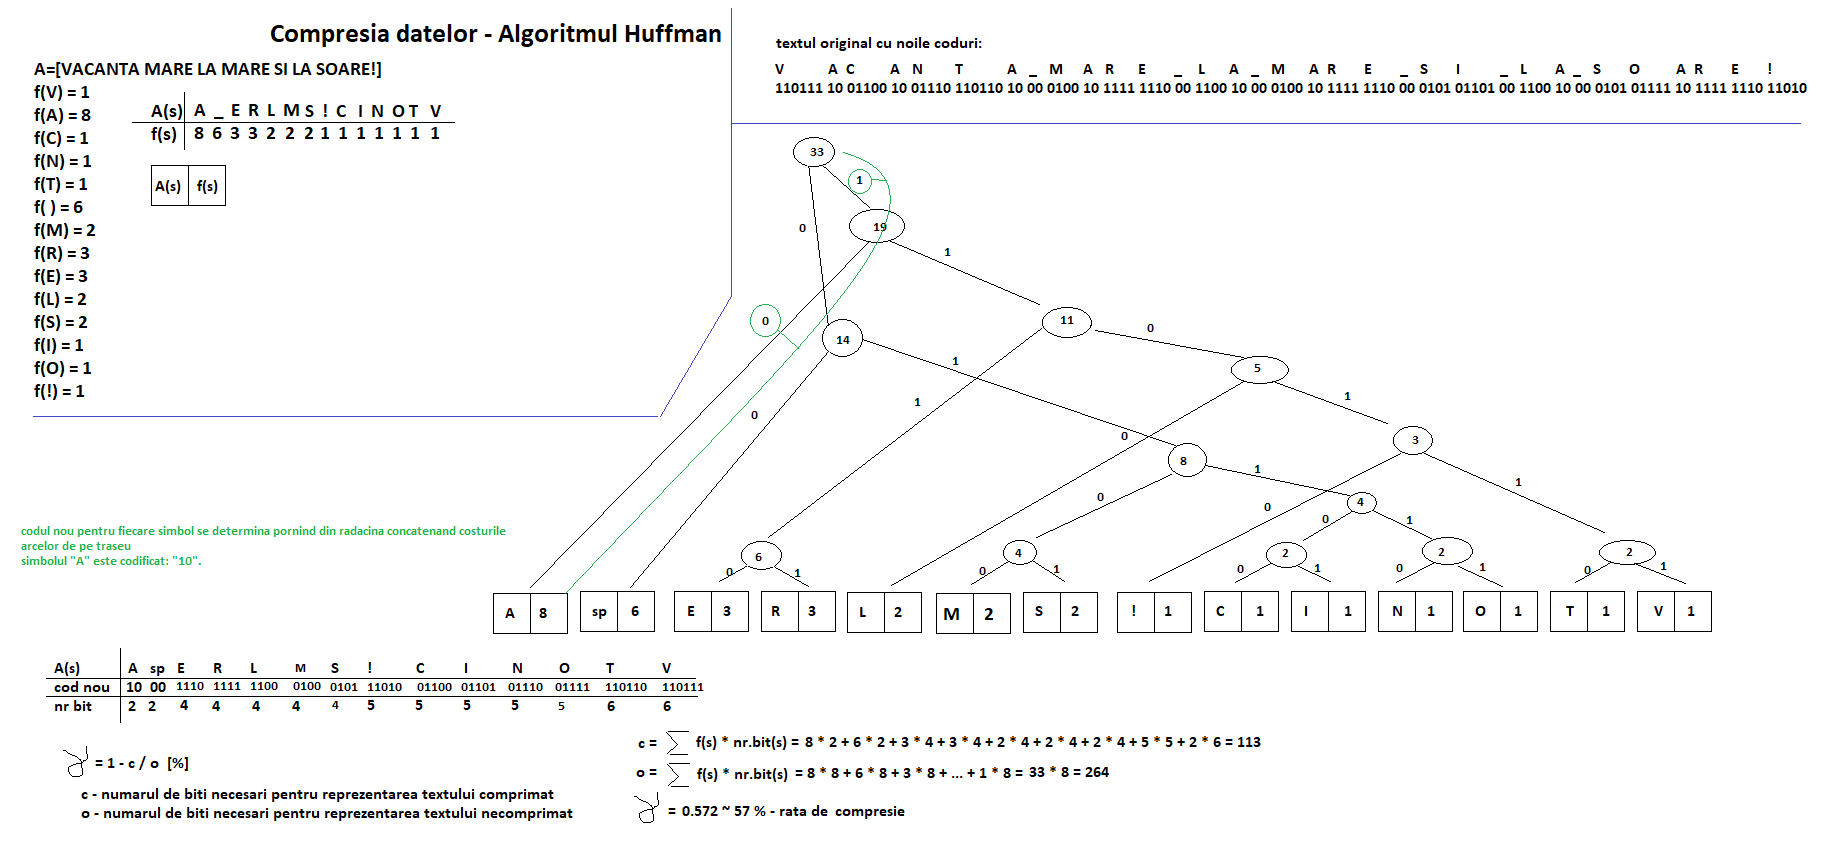 Compresia datelor - Algoritmul Huffman
A=[VACANTA MARE LA MARE SI LA SOARE!]
f(V) = 1
f(A) = 8
f(C) = 1
f(N) = 1
f(T) = 1
f( ) = 6
f(M) = 2
f(R) = 3
f(E) = 3
f(L) = 2
f(S) = 2
f(I) = 1
f(O) = 1
f(!) = 1
A(s) A _ E R L M S ! C I N O T V
f(s) 8 6 3 3 2 2 2 1 1 1 1 1 1 1
A(s) f(s)
textul original cu noile coduri:
V A C A N T A _ M A R E _ L A _ M A R E _ S I _ L A _ S O A R E !
110111 10 01100 10 01110 110110 10 00 0100 10 1111 1110 00 1100 10 00 0100 10 1111 1110 00 0101 01101 00 1100 10 00 0101 01111 10 1111 1110 11010
33
1
0
19
1
0
14
11
0
1
5
1
1
0
0
3
8
1
1
0
0
4
0
1
6
4
2
2
2
0
1
0
1
0
1
0
1
0
1
codul nou pentru fiecare simbol se determina pornind din radacina concatenand costurile
arcelor de pe traseu
simbolul "A" este codificat: "10".
A 8 sp 6 E 3 R 3 L 2 M 2 S 2 ! 1 C 1 I 1 N 1 O 1 T 1 V 1
A(s) A sp E R L M S ! C I N O T V
cod nou 10 00 1110 1111 1100 0100 0101 11010 01100 01101 01110 01111 110110 110111
nr bit 2 2 4 4 4 4 4 5 5 5 5 5 6 6
= 1 - c / o [%]
c - numarul de biti necesari pentru reprezentarea textului comprimat
o - numarul de biti necesari pentru reprezentarea textului necomprimat
c = ∑ f(s) * nr.bit(s) = 8 * 2 + 6 * 2 + 3 * 4 + 3 * 4 + 2 * 4 + 2 * 4 + 2 * 4 + 5 * 5 + 2 * 6 = 113
o = ∑ f(s) * nr.bit(s) = 8 * 8 + 6 * 8 + 3 * 8 + ... + 1 * 8 = 33 * 8 = 264
= 0.572 ~ 57 % - rata de compresie